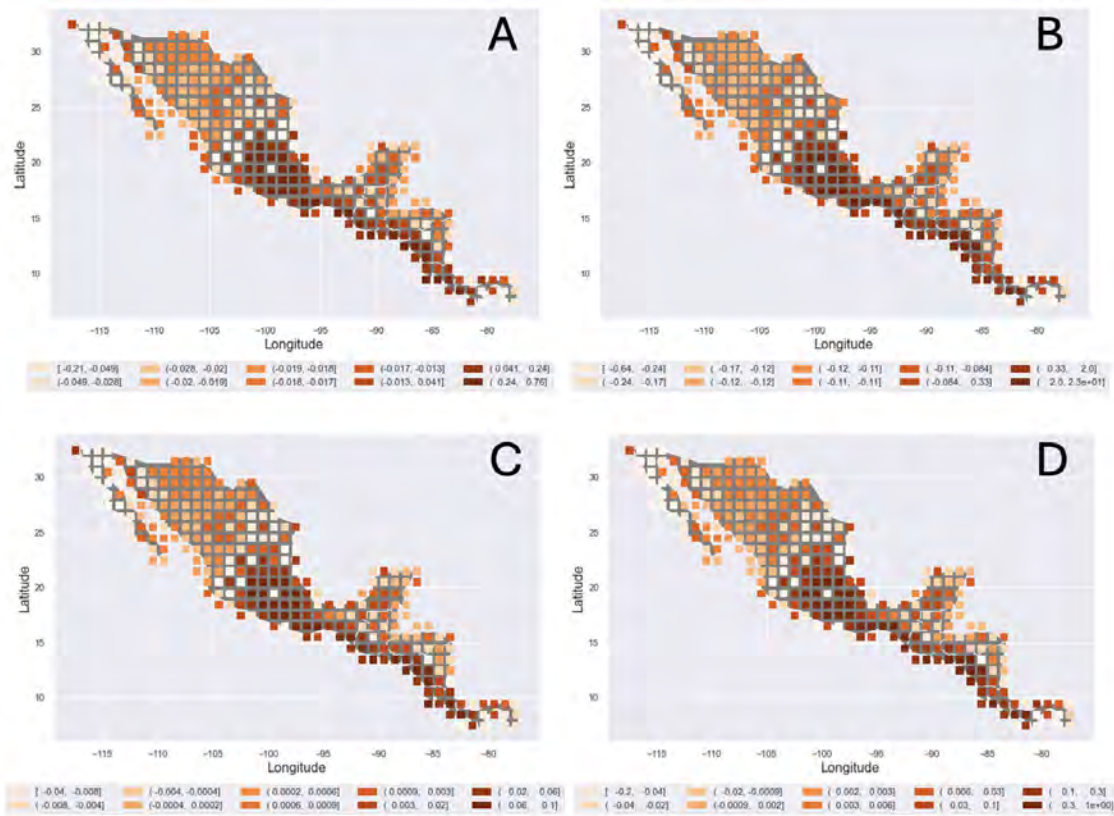 A
B
30
25
20
15
10
Latitude
30
25
20
15
10
Latitude
−115 −110 −105 −100 −95 −90 −85 −80
Longitude
−115 −110 −105 −100 −95 −90 −85 −80
Longitude
[ -0.21, -0.049] (-0.028, -0.02] (-0.019, -0.018] (-0.017, -0.013] ( 0.041, 0.24]
(-0.049, -0.028] (-0.02, -0.019] (-0.018, -0.017] (-0.013, 0.041] ( 0.24, 0.76]
[ -0.64, -0.24] (-0.17, -0.12] (-0.12, -0.11] (-0.11, -0.084] ( 0.33, 2.0]
( -0.24, -0.17] (-0.12, -0.12] (-0.11, -0.11] (-0.084, 0.33] ( 2.0, 2.3e+01]
C
D
30
25
20
15
10
Latitude
30
25
20
15
10
Latitude
−115 −110 −105 −100 −95 −90 −85 −80
Longitude
−115 −110 −105 −100 −95 −90 −85 −80
Longitude
[ -0.04, -0.008] (-0.004, -0.0004] ( 0.0002, 0.0006] ( 0.0009, 0.003] ( 0.02, 0.06]
( -0.008, -0.004] (-0.0004, 0.0002] ( 0.0006, 0.0009] ( 0.003, 0.02] ( 0.06, 0.1]
[ -0.2, -0.04] ( -0.02, -0.0009] ( 0.002, 0.003] ( 0.006, 0.03] ( 0.1, 0.3]
( -0.04, -0.02] (-0.0009, 0.002] ( 0.003, 0.006] ( 0.03, 0.1] ( 0.3, 1e+00]